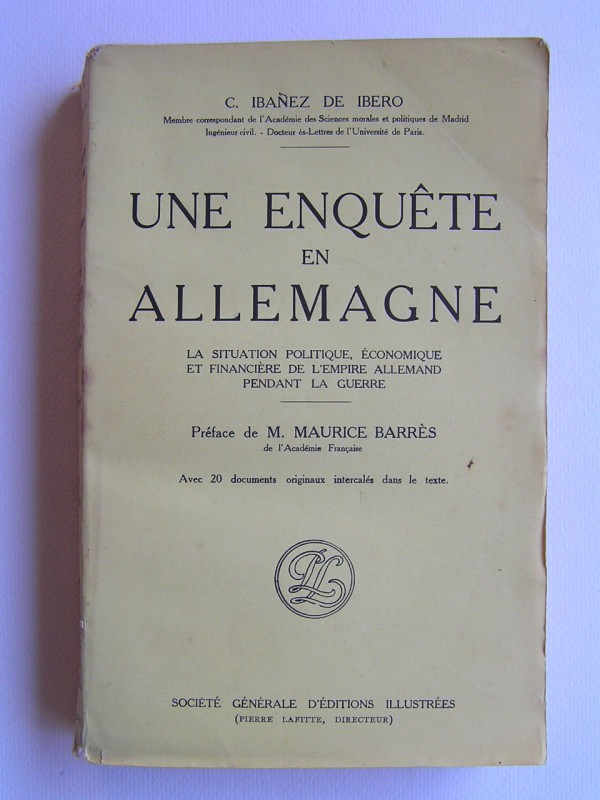 C. IBAÑEZ DE IBERO
Membre correspondant de l'Académie des Sciences morales et politiques de Madrid
Ingénieur civil. - Docteur ès-Lettres de l'Université de Paris.
UNE ENQUÊTE
EN
ALLEMAGNE
LA SITUATION POLITIQUE, ÉCONOMIQUE
ET FINANCIÈRE DE L'EMPIRE ALLEMAND
PENDANT LA GUERRE
Préface de M. MAURICE BARRÈS
de l'Académie Française
Avec 20 documents originaux intercalés dans le texte.
PL
SOCIÉTÉ GÉNÉRALE D'ÉDITIONS ILLUSTRÉES
(PIERRE LAFITTE, DIRECTEUR)